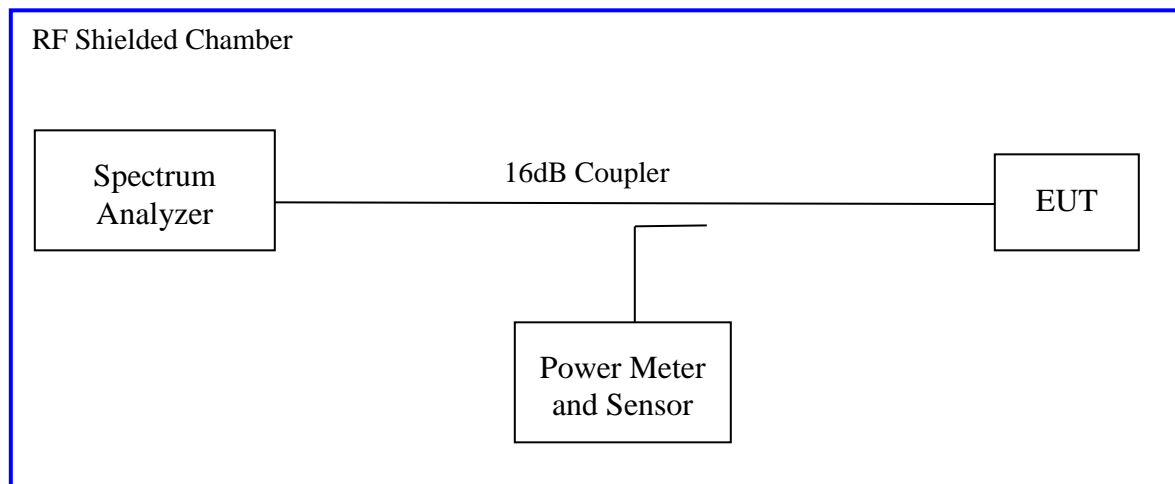 RF Shielded Chamber
Spectrum
Analyzer
16dB Coupler
EUT
Power Meter
and Sensor